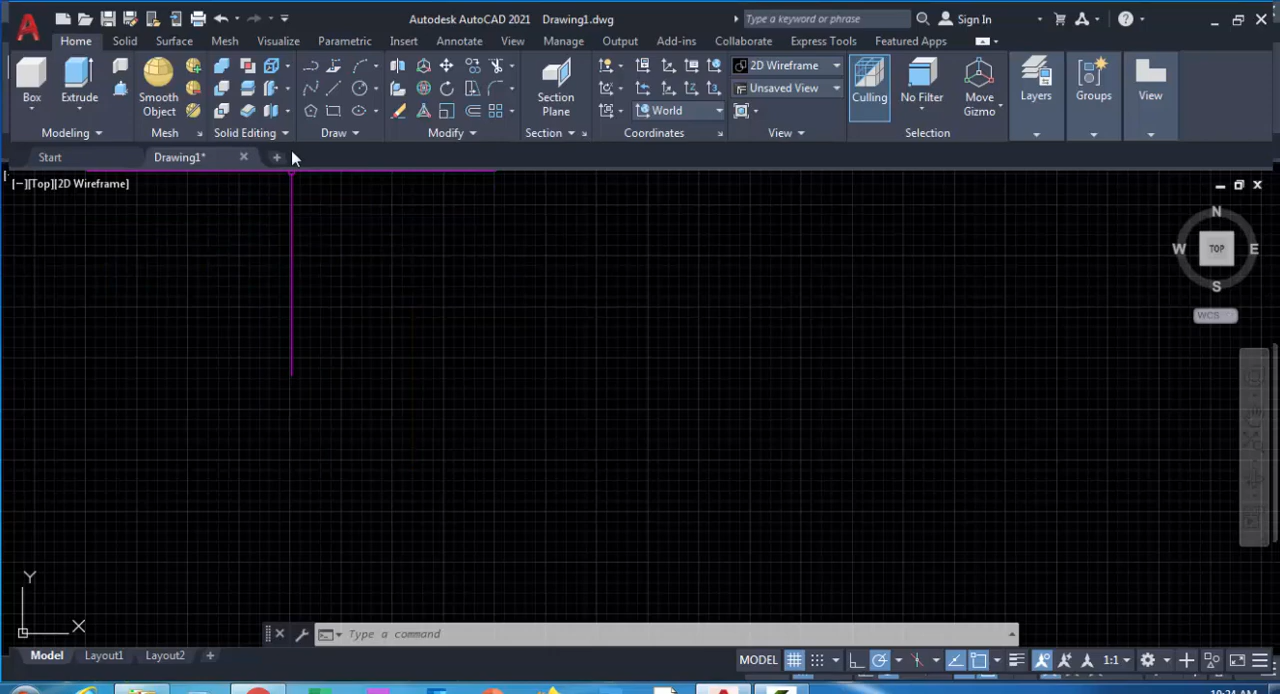 Autodesk AutoCAD 2021 Drawing1.dwg
Type a keyword or phrase
Sign In
Home Solid Surface Mesh Visualize Parametric Insert Annotate View Manage Output Add-ins Collaborate Express Tools Featured Apps
Box
Extrude
Smooth
Object
Section
Plane
2D Wireframe
Unsaved View
World
Culling
No Filter
Move
Gizmo
Layers
Groups
View
Modeling Mesh Solid Editing Draw Modify Section Coordinates View Selection
Start Drawing1*
[−][Top][2D Wireframe]
N
W TOP E
S
WCS
Y
X
Type a command
Model Layout1 Layout2
MODEL
1:1